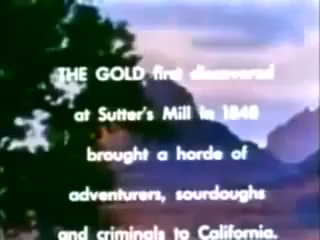 THE GOLD first discovered
at Sutter's Mill in 1848
brought a horde of
adventurers, sourdoughs
and criminals to California.